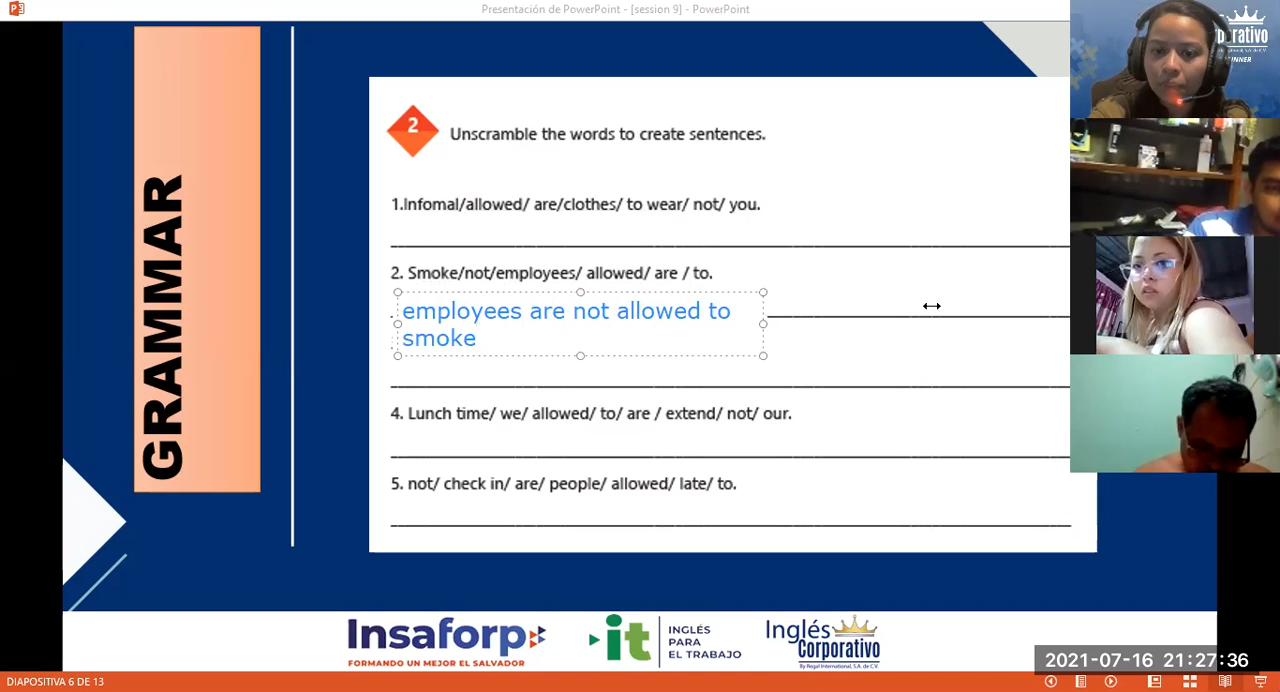 Presentación de PowerPoint - [session 9] - PowerPoint
GRAMMAR
2
Unscramble the words to create sentences.
1.Infomal/allowed/ are/clothes/ to wear/ not/ you.
2. Smoke/not/employees/ allowed/ are / to.
employees are not allowed to
smoke
4. Lunch time/ we/ allowed/ to/ are / extend/ not/ our.
5. not/ check in/ are/ people/ allowed/ late/ to.
Insaforp
FORMANDO UN MEJOR EL SALVADOR
it
INGLÉS
PARA
EL TRABAJO
Inglés
Corporativo
By Regal International, S.A. de C.V.
2021-07-16 21:27:36
DIAPOSITIVA 6 DE 13